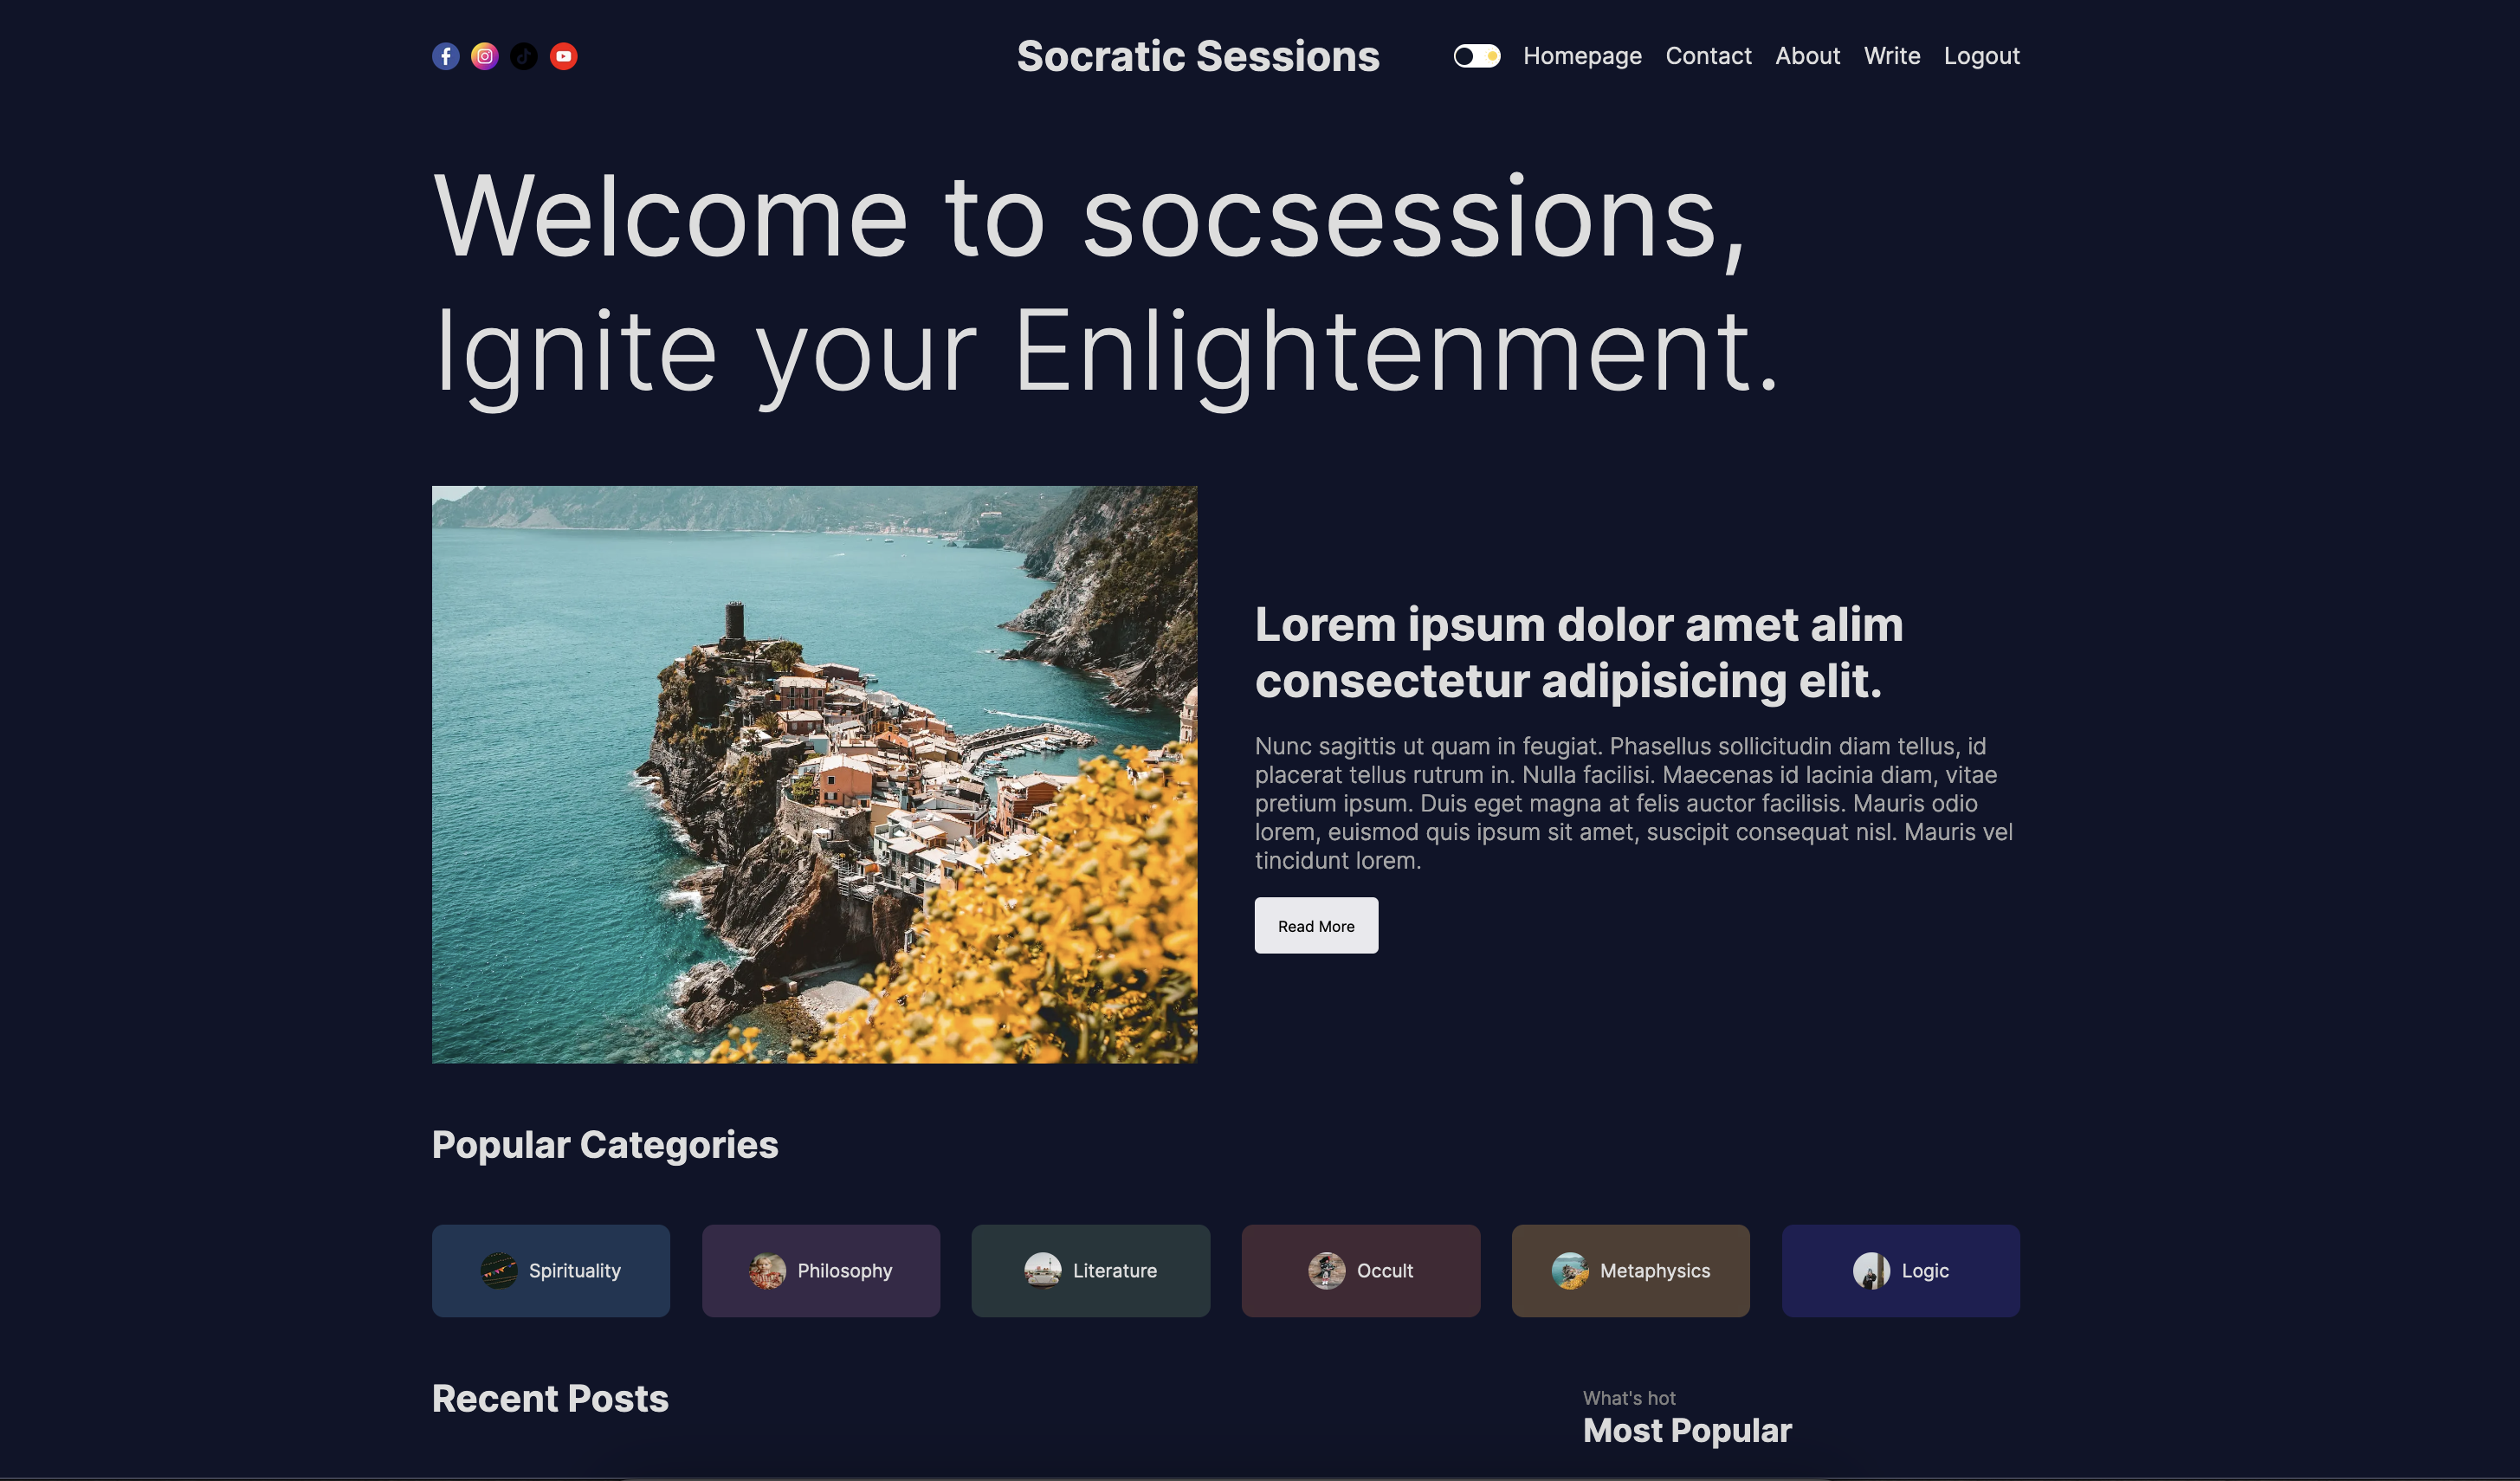 Socratic Sessions
Homepage Contact About Write Logout
Welcome to socsessions,
Ignite your Enlightenment.
Lorem ipsum dolor amet alim
consectetur adipisicing elit.
Nunc sagittis ut quam in feugiat. Phasellus sollicitudin diam tellus, id
placerat tellus rutrum in. Nulla facilisi. Maecenas id lacinia diam, vitae
pretium ipsum. Duis eget magna at felis auctor facilisis. Mauris odio
lorem, euismod quis ipsum sit amet, suscipit consequat nisl. Mauris vel
tincidunt lorem.
Read More
Popular Categories
Spirituality
Philosophy
Literature
Occult
Metaphysics
Logic
Recent Posts
What's hot
Most Popular